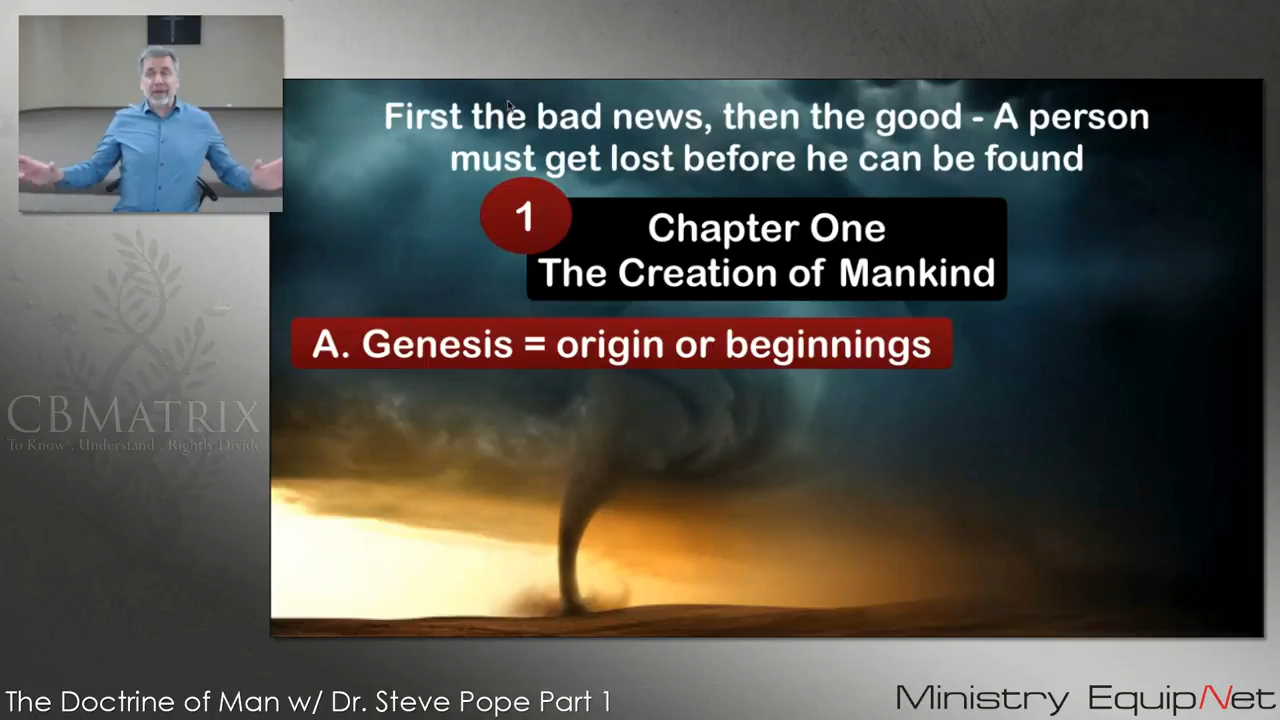 First the bad news, then the good - A person
must get lost before he can be found
1
Chapter One
The Creation of Mankind
A. Genesis = origin or beginnings
CBMATRIX
To Know . Understand . Rightly Divide
The Doctrine of Man w/ Dr. Steve Pope Part 1
Ministry EquipNet